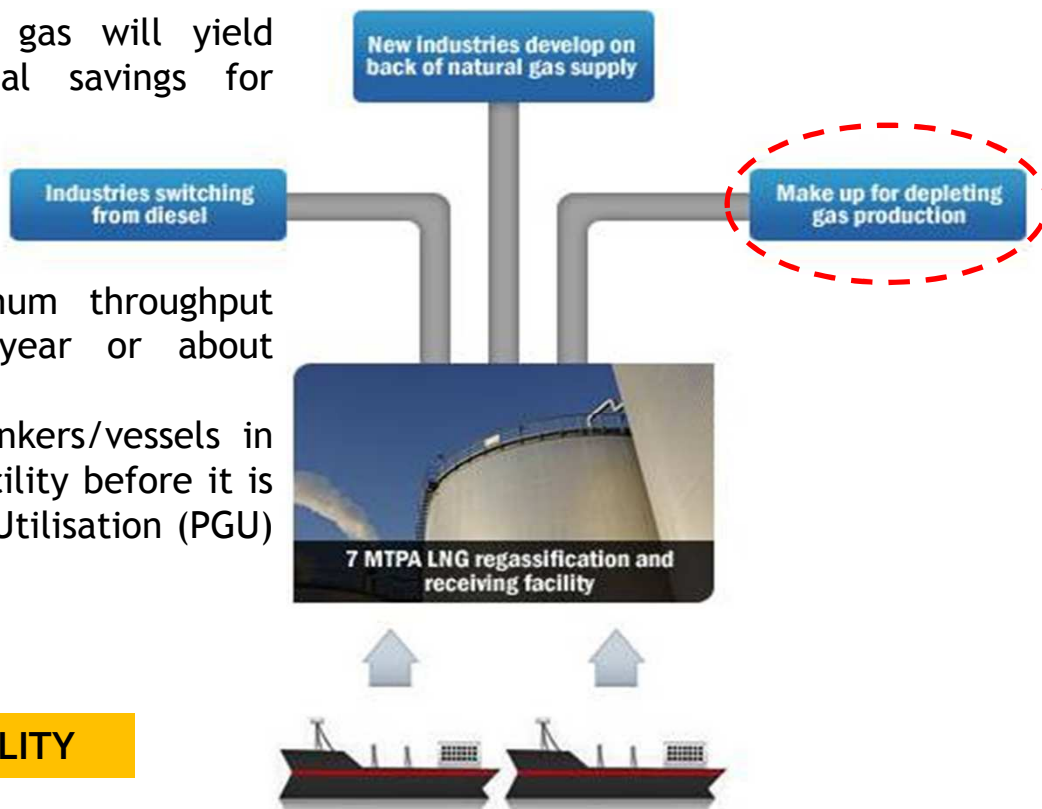 gas will yield
al savings for
num throughput
year or about
nkers/vessels in
cility before it is
Utilisation (PGU)
LITY
New industries develop on
back of natural gas supply
Industries switching
from diesel
Make up for depleting
gas production
7 MTPA LNG regassification and
receiving facility